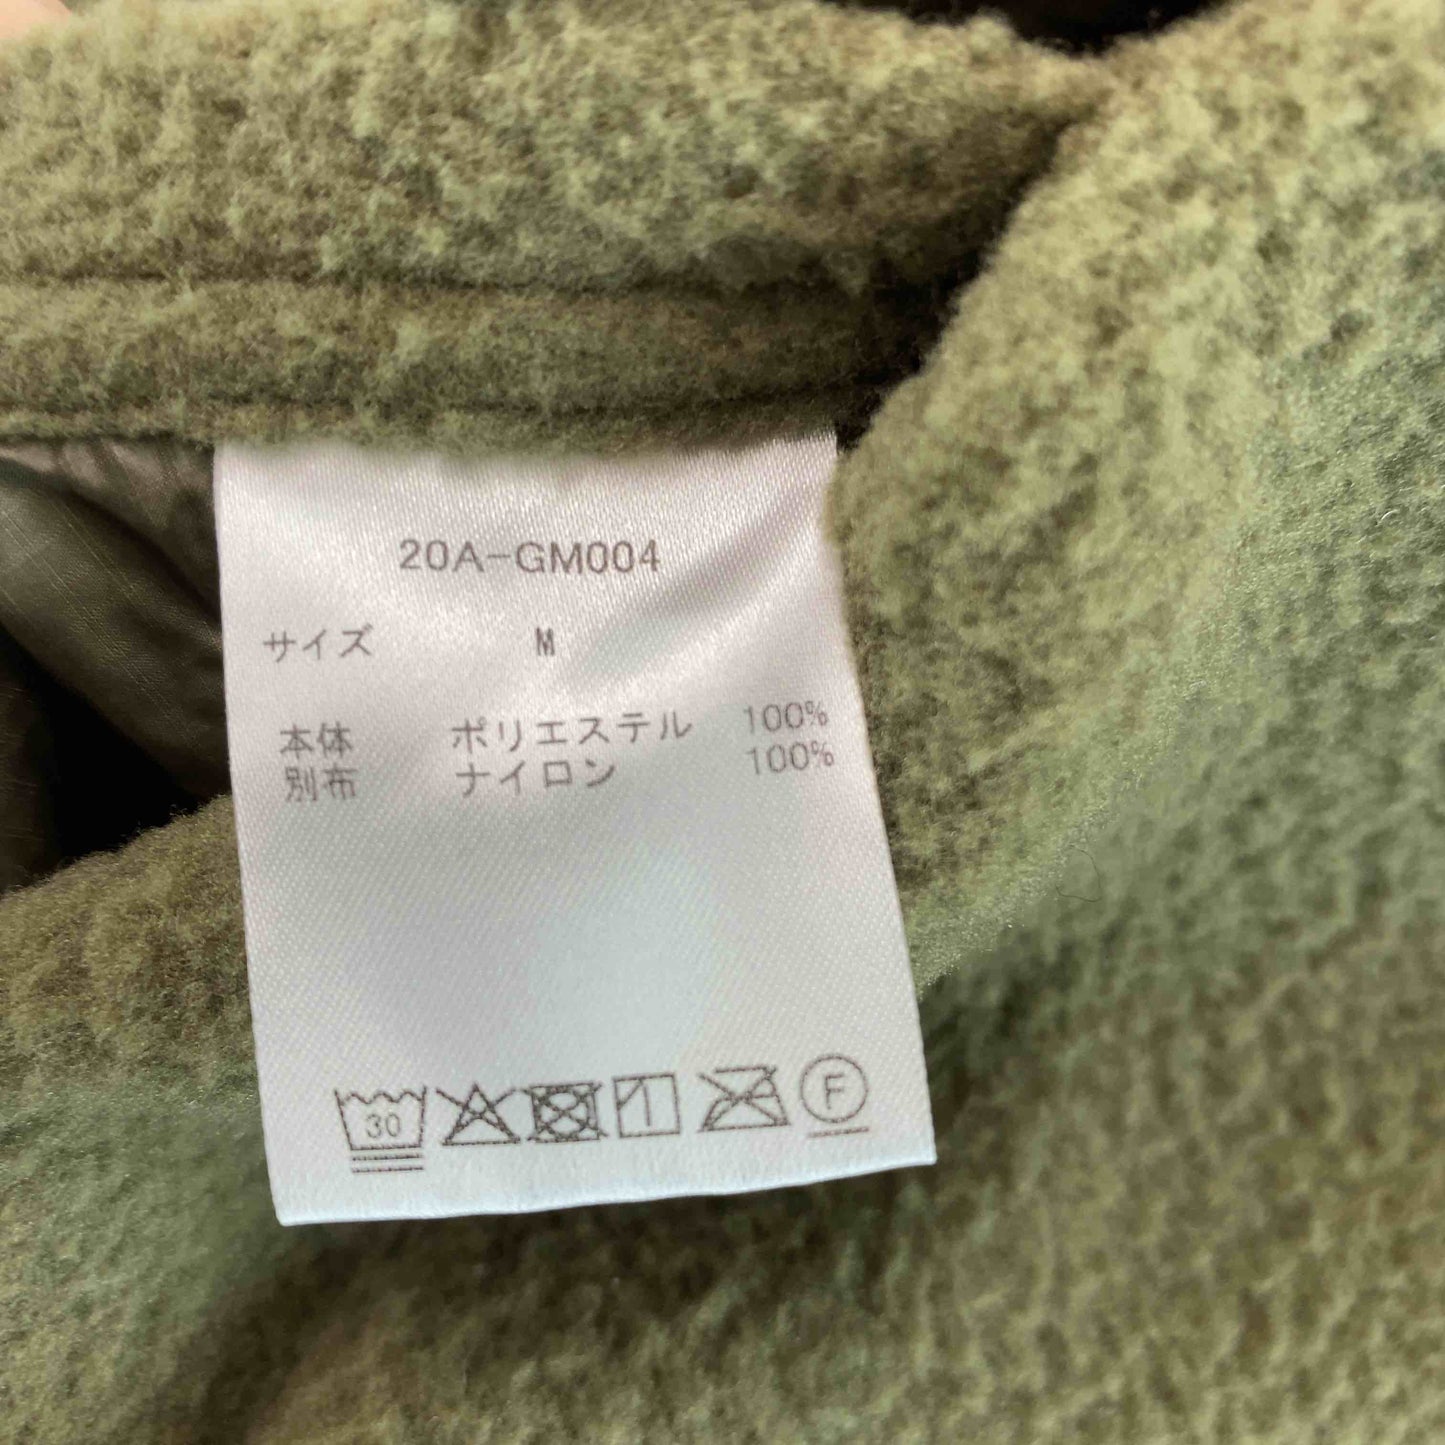 20A-GM004
サイズ M
本体 ポリエステル 100%
別布 ナイロン 100%
30 F